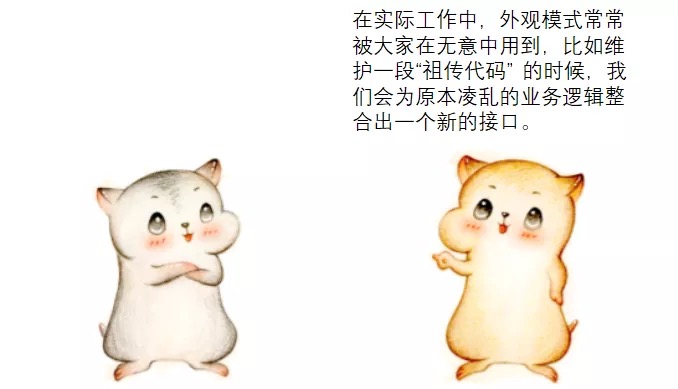 在实际工作中，外观模式常常
被大家在无意中用到，比如维
护一段“祖传代码” 的时候，我
们会为原本凌乱的业务逻辑整
合出一个新的接口。